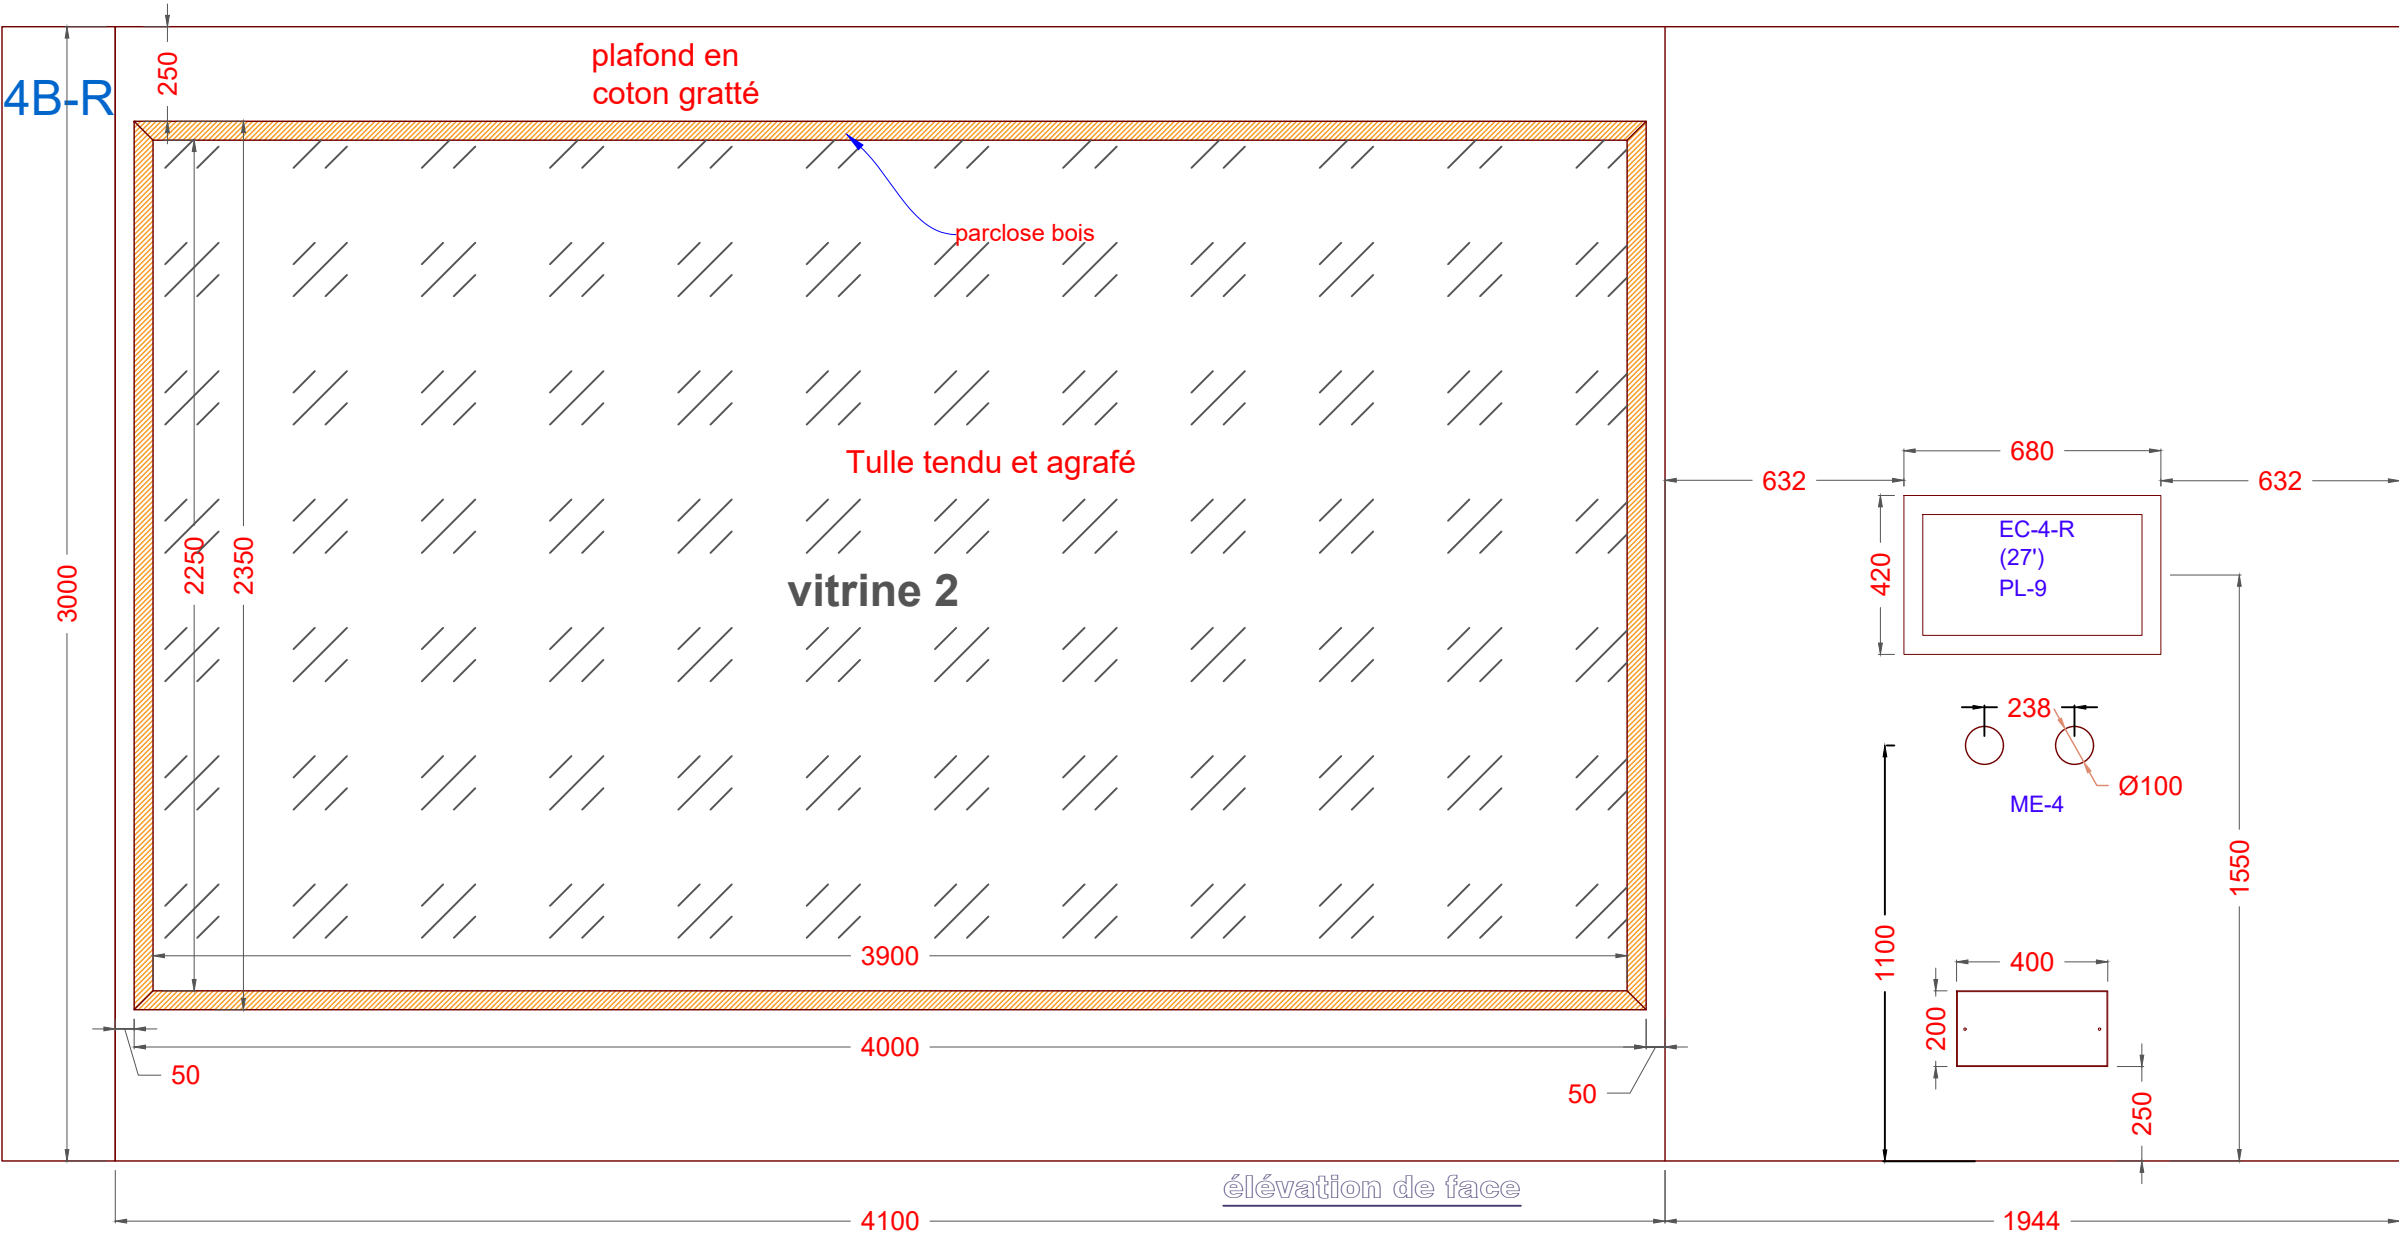 250
plafond en
coton gratté
4B-R
parclose bois
680
632
632
Tulle tendu et agrafé
EC-4-R
(27')
PL-9
420
3000
2250
2350
vitrine 2
238
Ø100
ME-4
1550
1100
3900
400
200
4000
50
50
250
élévation de face
4100
1944